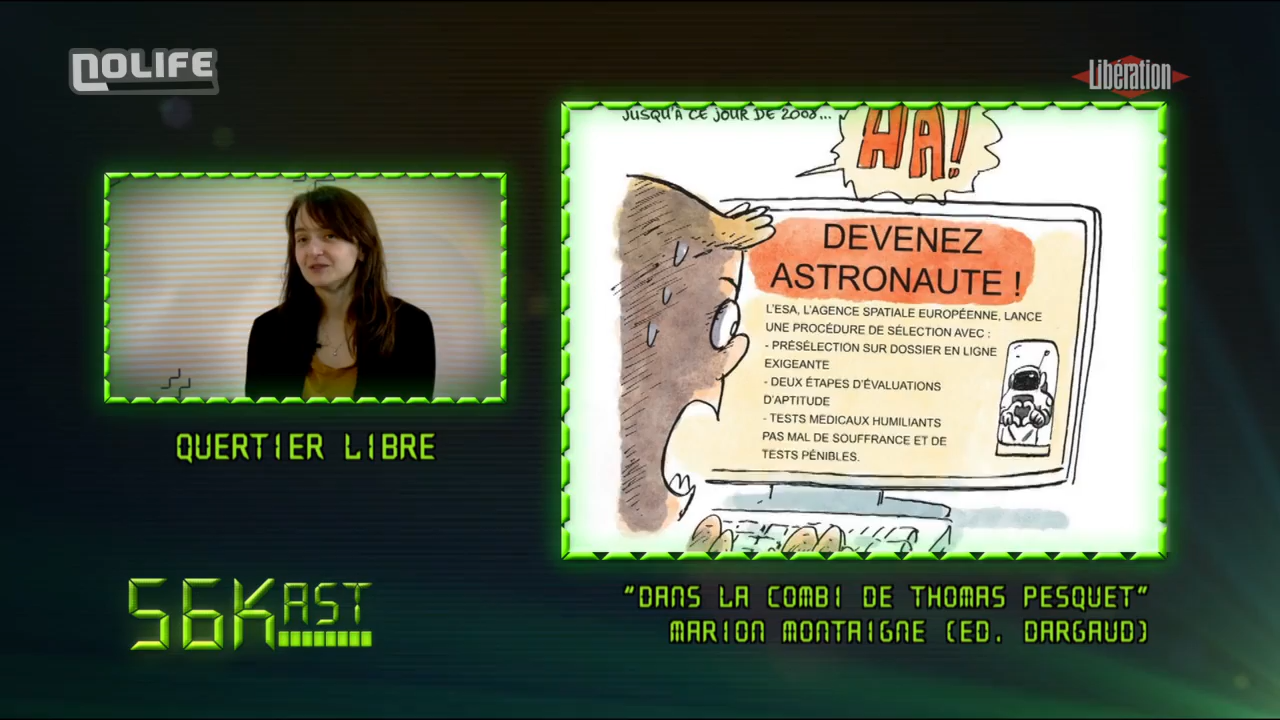 NOLIFE
Libération
JUSQU'À CE JOUR DE 2008...
HA!
DEVENEZ
ASTRONAUTE !
L'ESA, L'AGENCE SPATIALE EUROPÉENNE, LANCE
UNE PROCÉDURE DE SÉLECTION AVEC :
- PRÉSÉLECTION SUR DOSSIER EN LIGNE
EXIGEANTE
- DEUX ÉTAPES D'ÉVALUATIONS
D'APTITUDE
- TESTS MÉDICAUX HUMILIANTS
PAS MAL DE SOUFFRANCE ET DE
TESTS PÉNIBLES.
QUERTIER LIBRE
56KAST
"DANS LA COMBI DE THOMAS PESQUET"
MARION MONTAIGNE (ED. DARGAUD)